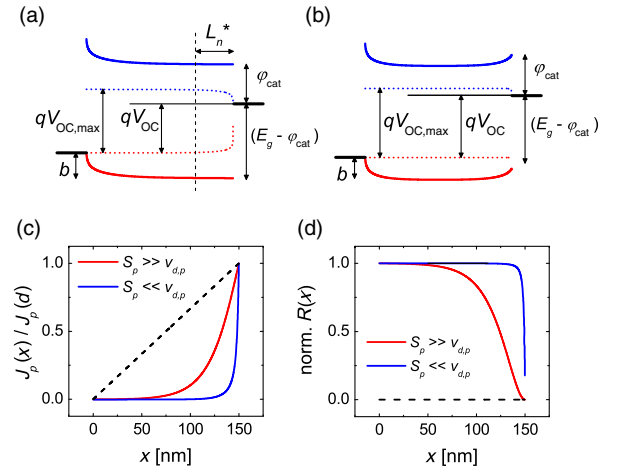 (a)
L_n*
φ_cat
qV_OC,max
qV_OC
(E_g - φ_cat)
b
(b)
φ_cat
qV_OC,max
qV_OC
(E_g - φ_cat)
b
(c)
S_p >> v_d,p
S_p << v_d,p
J_p(x) / J_p(d)
1.0
0.5
0.0
0
50
100
150
x [nm]
(d)
S_p >> v_d,p
S_p << v_d,p
norm. R(x)
1.0
0.5
0.0
0
50
100
150
x [nm]